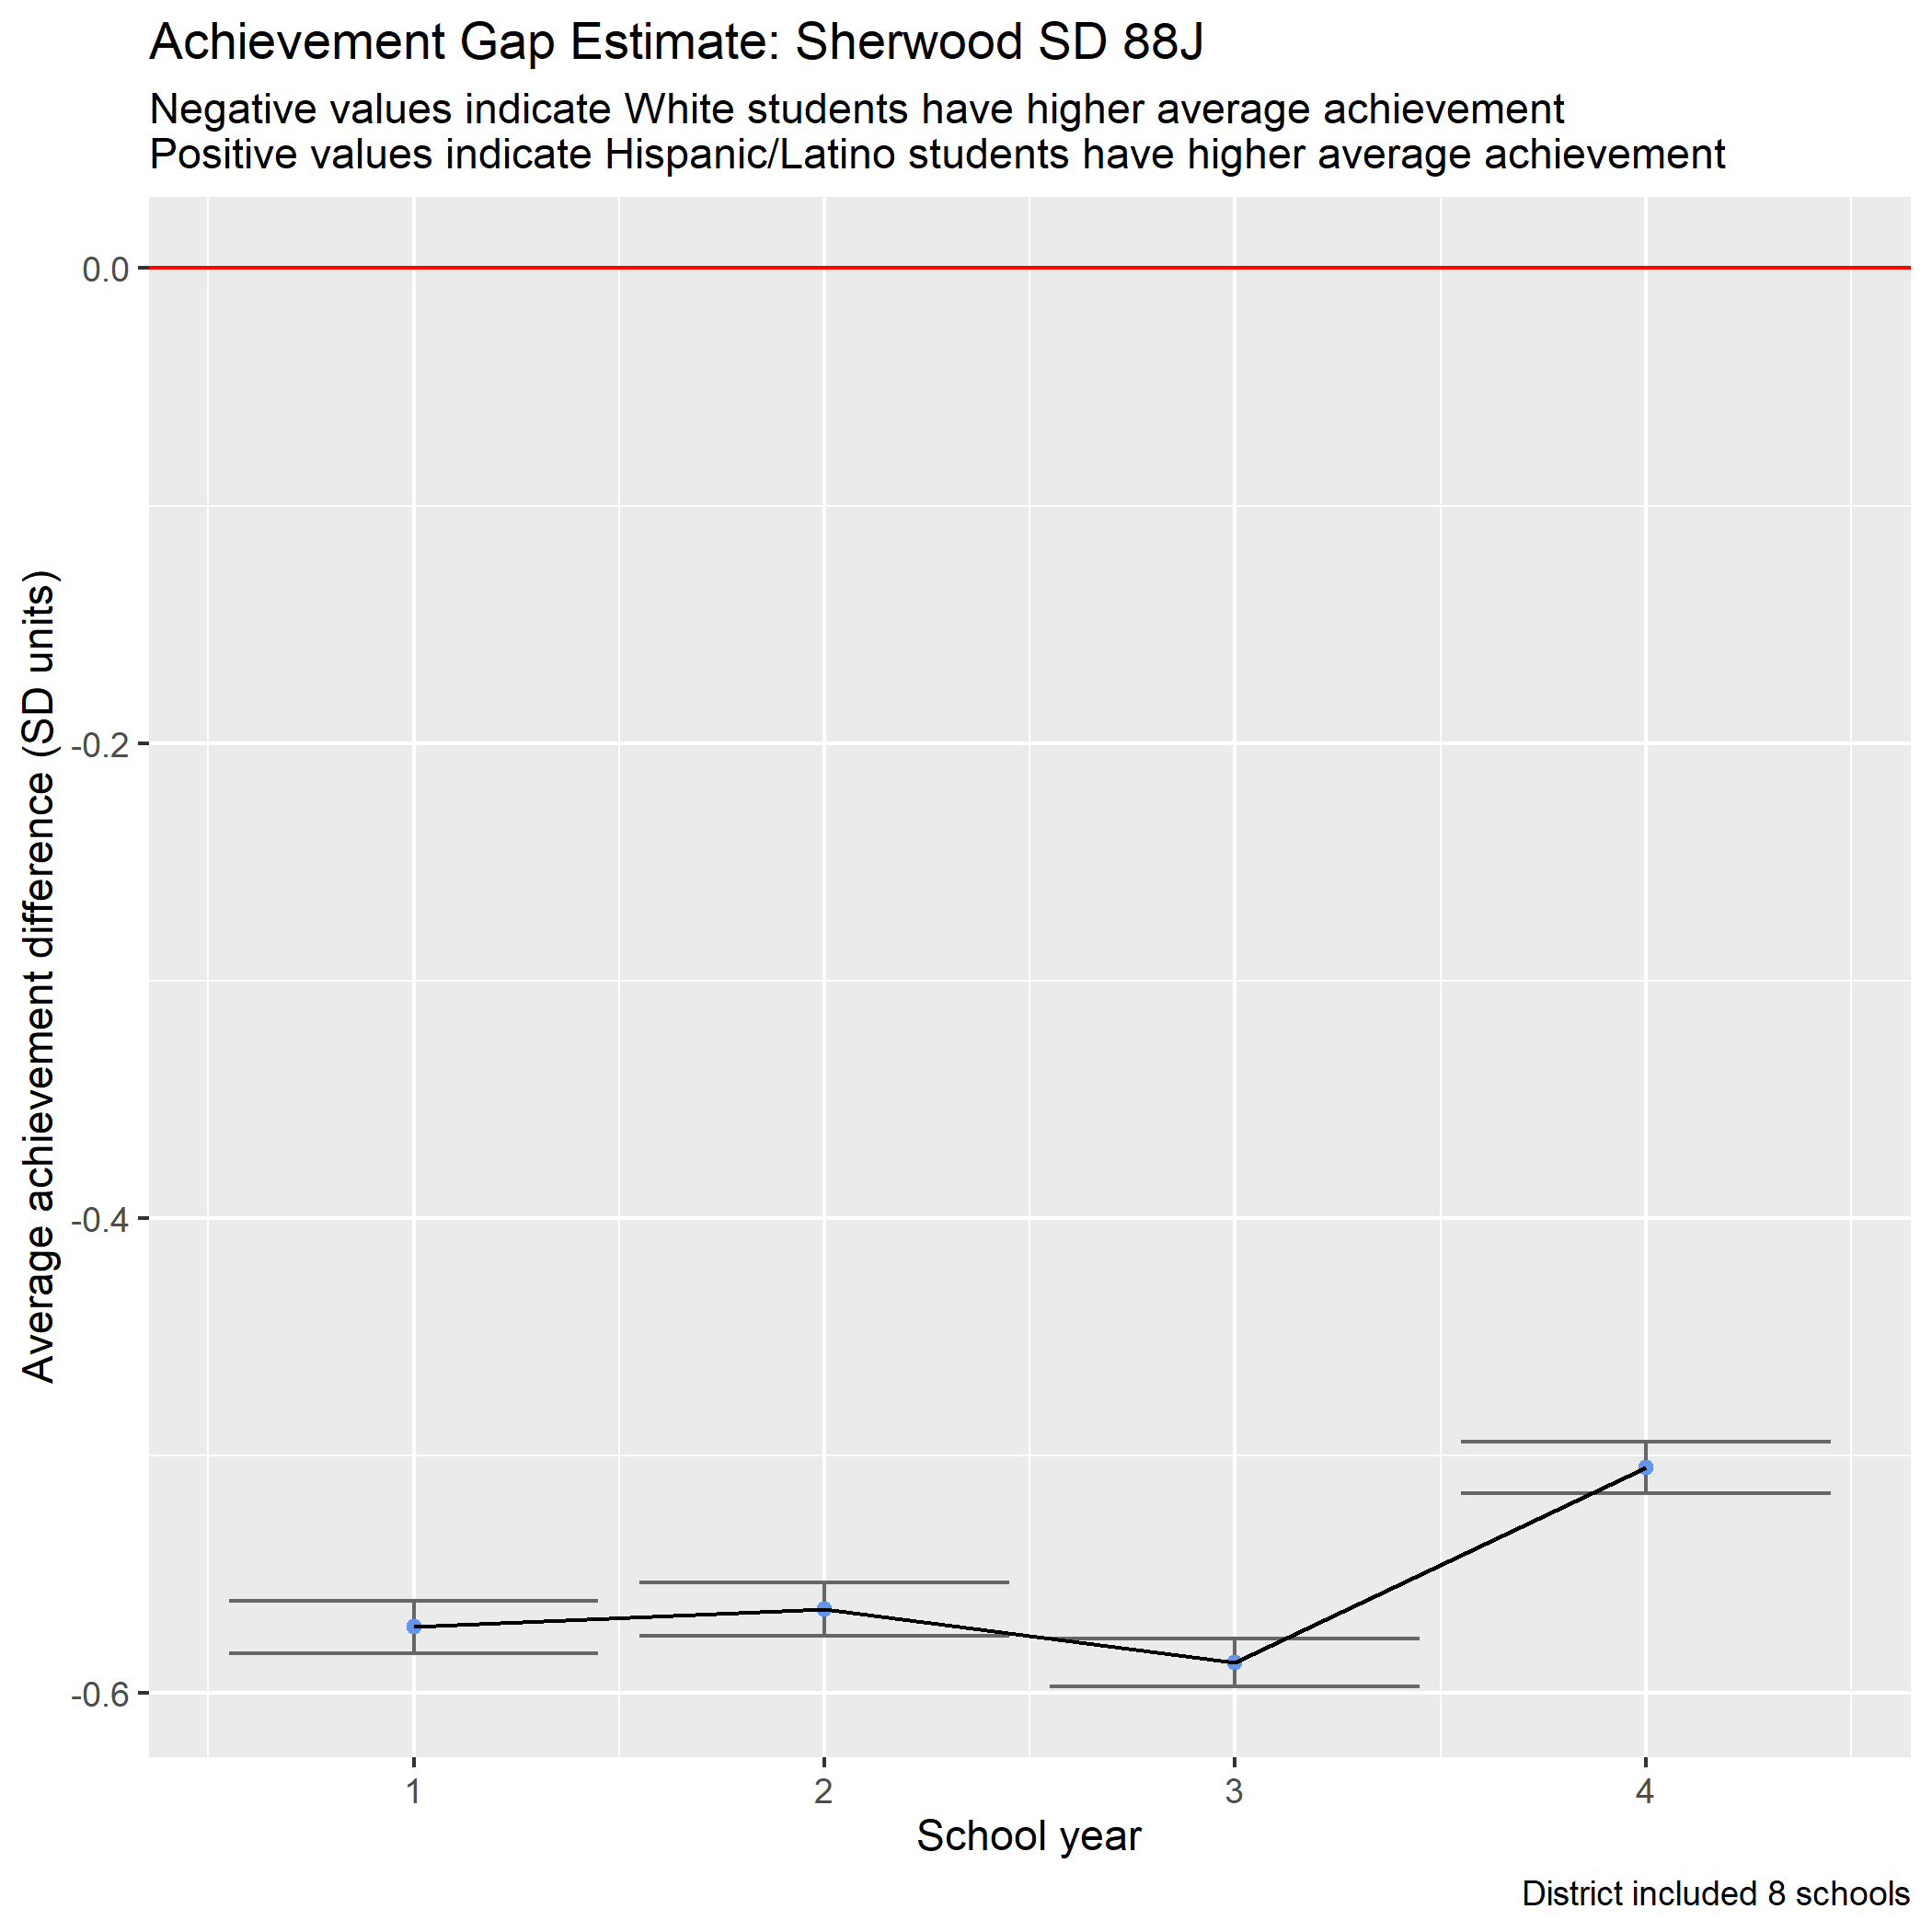 Achievement Gap Estimate: Sherwood SD 88J
Negative values indicate White students have higher average achievement
Positive values indicate Hispanic/Latino students have higher average achievement
Average achievement difference (SD units)
0.0
-0.2
-0.4
-0.6
1
2
3
4
School year
District included 8 schools